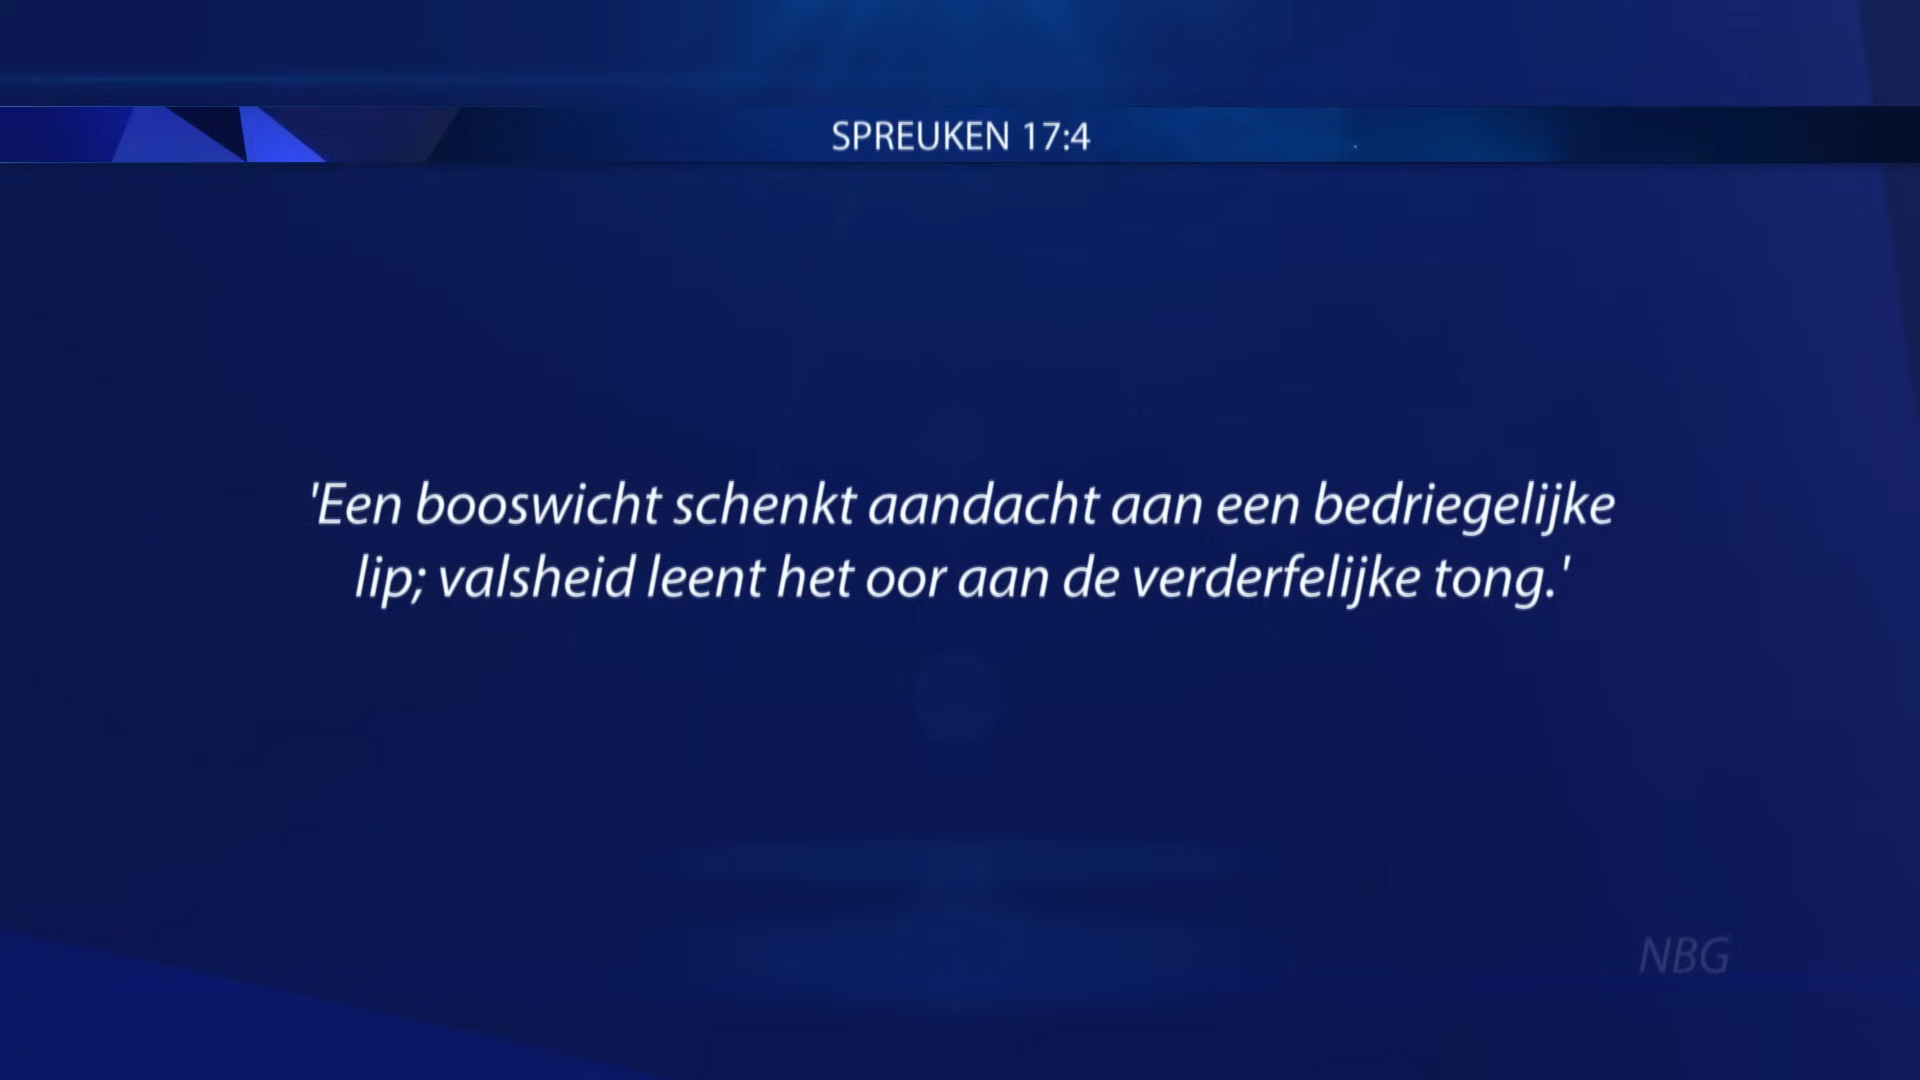 SPREUKEN 17:4
'Een booswicht schenkt aandacht aan een bedriegelijke
lip; valsheid leent het oor aan de verderfelijke tong.'
NBG